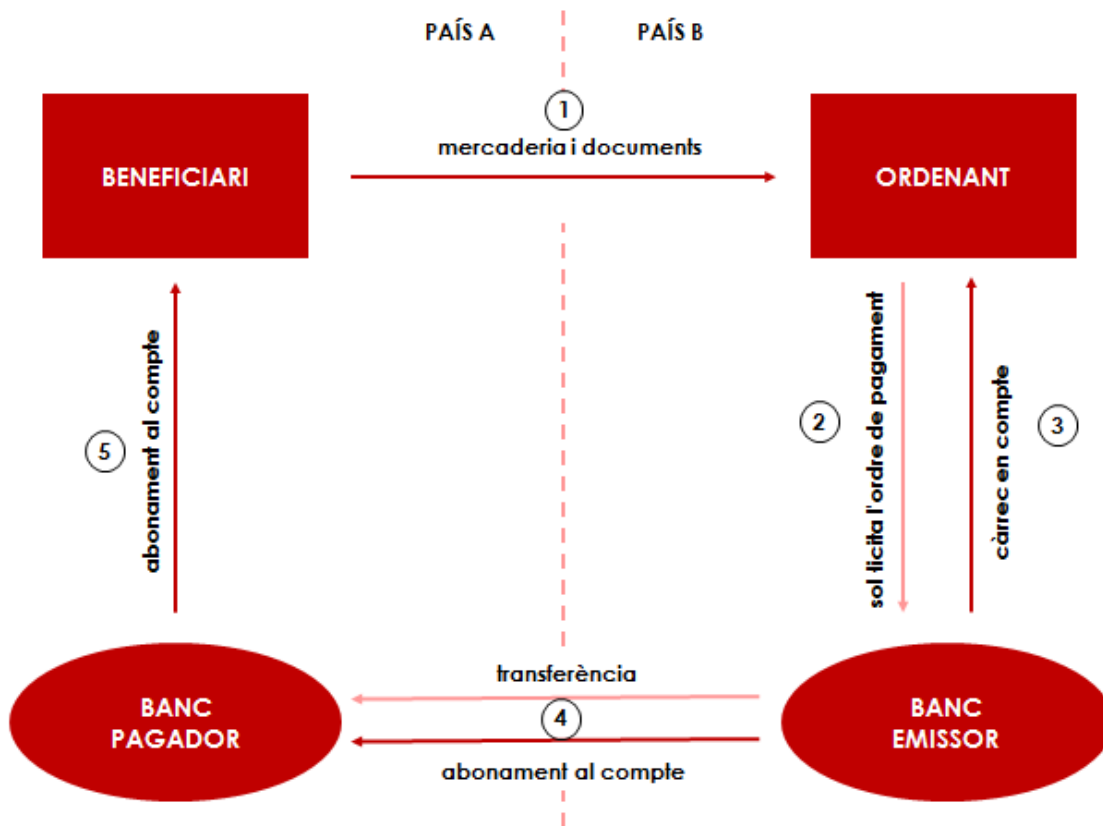 PAÍS A
PAÍS B
1
mercaderia i documents
BENEFICIARI
ORDENANT
abonament al compte
5
2
sol·licita l'ordre de pagament
càrrec en compte
3
transferència
4
abonament al compte
BANC
PAGADOR
BANC
EMISSOR